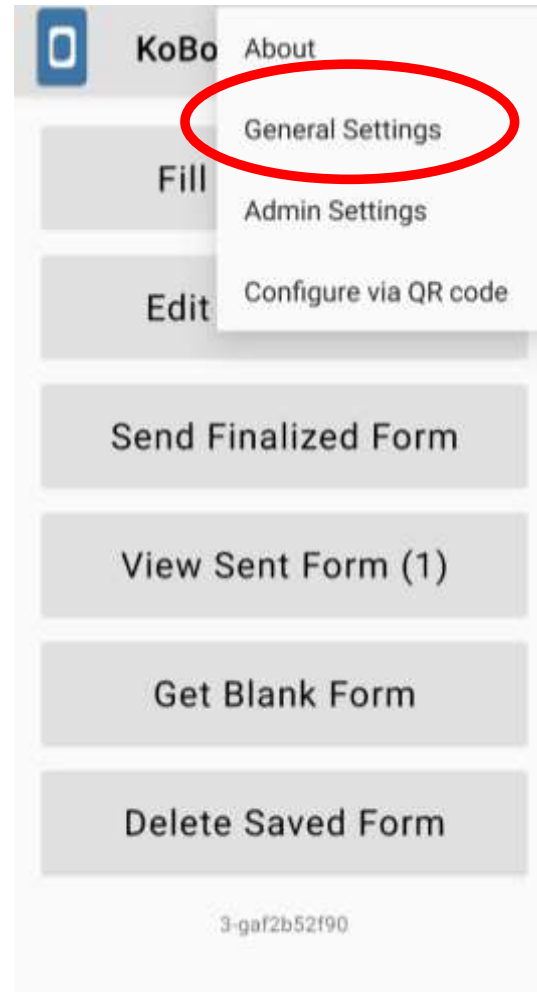 KoBo
About
General Settings
Fill
Admin Settings
Edit
Configure via QR code
Send Finalized Form
View Sent Form (1)
Get Blank Form
Delete Saved Form
3-gaf2b52f90